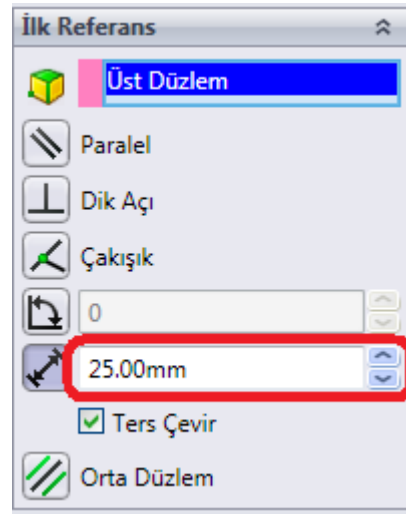 İlk Referans
Üst Düzlem
Paralel
Dik Açı
Çakışık
0
25.00mm
Ters Çevir
Orta Düzlem